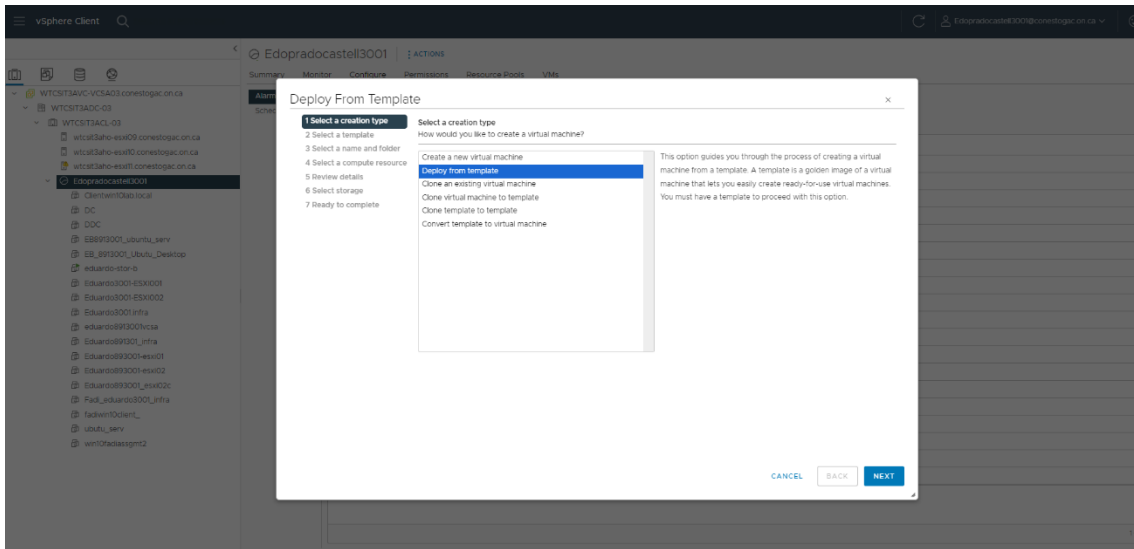 vSphere Client
Edopradocastell3001@conestogac.on.ca
Edopradocastell3001
ACTIONS
Summary Monitor Configure Permissions Resource Pools VMs
WTCSIT3AVC-VCSA03.conestogac.on.ca
WTCSIT3ADC-03
WTCSIT3ACL-03
wtcsit3aho-esxi09.conestogac.on.ca
wtcsit3aho-esxi10.conestogac.on.ca
wtcsit3aho-esxi11.conestogac.on.ca
Edopradocastell3001
Clientwin10lab.local
DC
DDC
EB8913001_ubuntu_serv
EB_8913001_Ubutu_Desktop
eduardo-stor-b
Eduardo3001-ESXI001
Eduardo3001-ESXI002
Eduardo3001infra
eduardo8913001vcsa
Eduardo891301_infra
Eduardo893001-esxi01
Eduardo893001-esxi02
Eduardo893001_esxi02c
Fadi_eduardo3001_infra
fadiwin10client_
ubutu_serv
win10fadiassgmt2
Alarm
Sched
Deploy From Template
1 Select a creation type
2 Select a template
3 Select a name and folder
4 Select a compute resource
5 Review details
6 Select storage
7 Ready to complete
Select a creation type
How would you like to create a virtual machine?
Create a new virtual machine
Deploy from template
Clone an existing virtual machine
Clone virtual machine to template
Clone template to template
Convert template to virtual machine
This option guides you through the process of creating a virtual
machine from a template. A template is a golden image of a virtual
machine that lets you easily create ready-for-use virtual machines.
You must have a template to proceed with this option.
CANCEL BACK NEXT